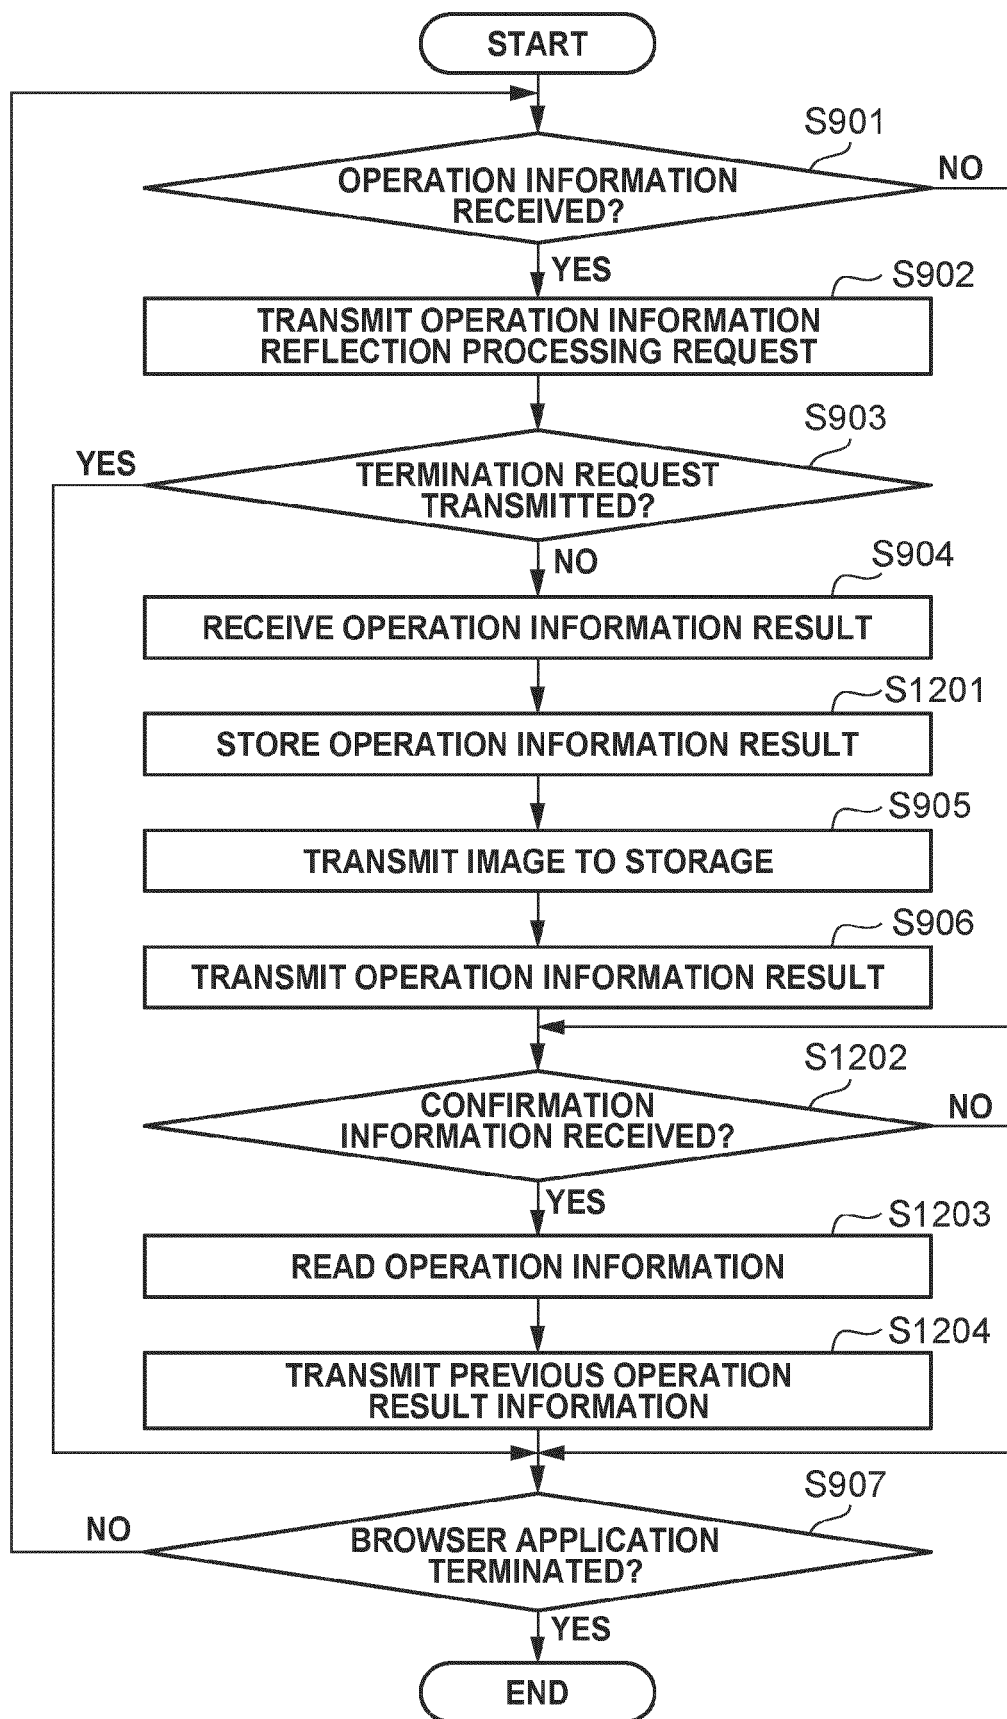 START
S901
OPERATION INFORMATION
RECEIVED?
NO
YES
S902
TRANSMIT OPERATION INFORMATION
REFLECTION PROCESSING REQUEST
S903
YES
TERMINATION REQUEST
TRANSMITTED?
NO
S904
RECEIVE OPERATION INFORMATION RESULT
S1201
STORE OPERATION INFORMATION RESULT
S905
TRANSMIT IMAGE TO STORAGE
S906
TRANSMIT OPERATION INFORMATION RESULT
S1202
CONFIRMATION
INFORMATION RECEIVED?
NO
YES
S1203
READ OPERATION INFORMATION
S1204
TRANSMIT PREVIOUS OPERATION
RESULT INFORMATION
S907
NO
BROWSER APPLICATION
TERMINATED?
YES
END